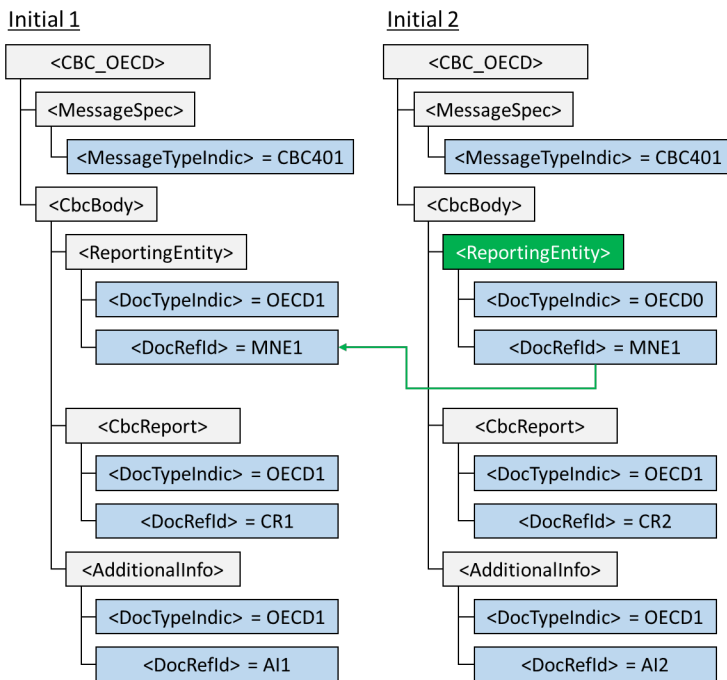 Initial 1
<CBC_OECD>
<MessageSpec>
<MessageTypeIndic> = CBC401
<CbcBody>
<ReportingEntity>
<DocTypeIndic> = OECD1
<DocRefId> = MNE1
<CbcReport>
<DocTypeIndic> = OECD1
<DocRefId> = CR1
<AdditionalInfo>
<DocTypeIndic> = OECD1
<DocRefId> = AI1
Initial 2
<CBC_OECD>
<MessageSpec>
<MessageTypeIndic> = CBC401
<CbcBody>
<ReportingEntity>
<DocTypeIndic> = OECD0
<DocRefId> = MNE1
<CbcReport>
<DocTypeIndic> = OECD1
<DocRefId> = CR2
<AdditionalInfo>
<DocTypeIndic> = OECD1
<DocRefId> = AI2